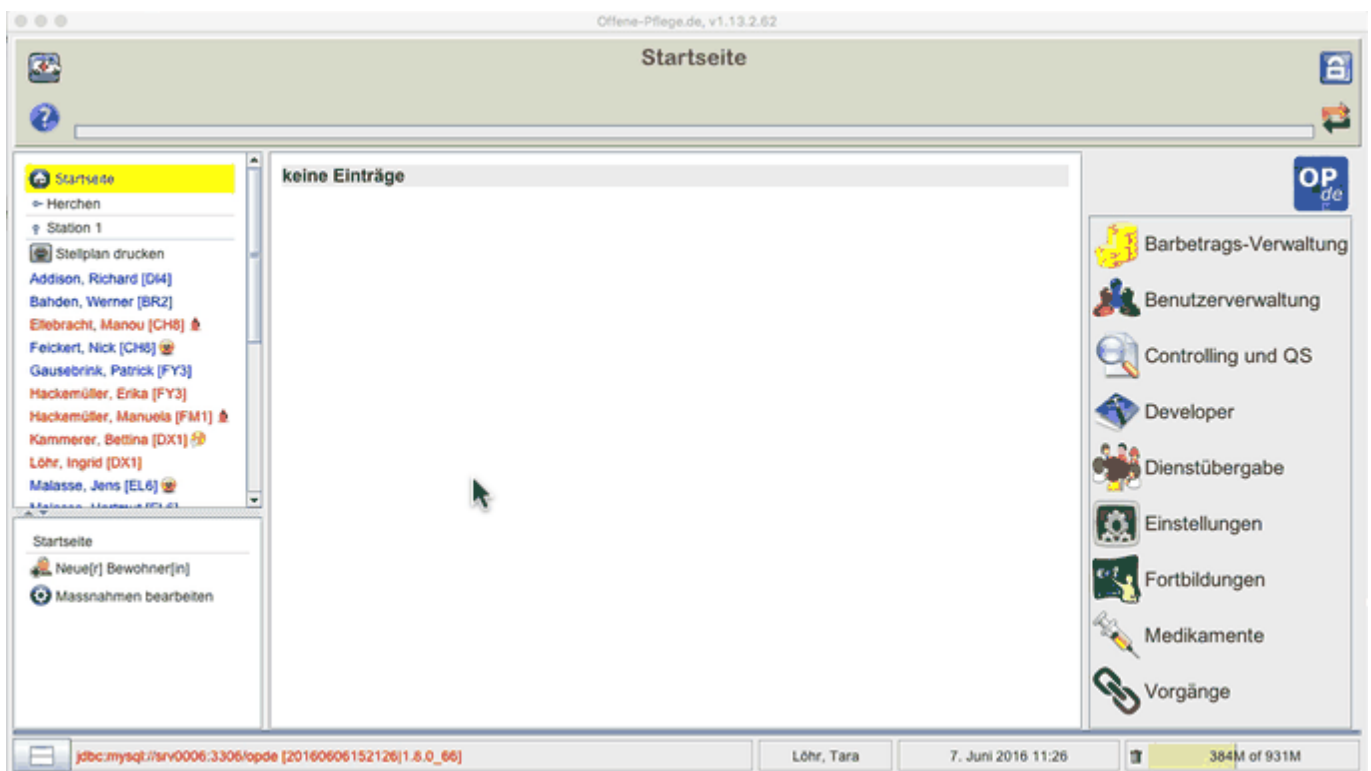 Offene-Pflege.de, v1.13.2.62
Startseite
Startseite
Herchen
Station 1
Stellplan drucken
Addison, Richard [DI4]
Bahden, Werner [BR2]
Ellebracht, Manou [CH8]
Feickert, Nick [CH8]
Gausebrink, Patrick [FY3]
Hackemüller, Erika [FY3]
Hackemüller, Manuela [FM1]
Kammerer, Bettina [DX1]
Löhr, Ingrid [DX1]
Malasse, Jens [EL6]
Malasse, Hartmut [EL6]
Startseite
Neue[r] Bewohner[in]
Massnahmen bearbeiten
keine Einträge
OP
de
Barbetrags-Verwaltung
Benutzerverwaltung
Controlling und QS
Developer
Dienstübergabe
Einstellungen
Fortbildungen
Medikamente
Vorgänge
jdbc:mysql://srv0006:3306/opde [20160606152126|1.8.0_66]
Löhr, Tara
7. Juni 2016 11:26
384M of 931M